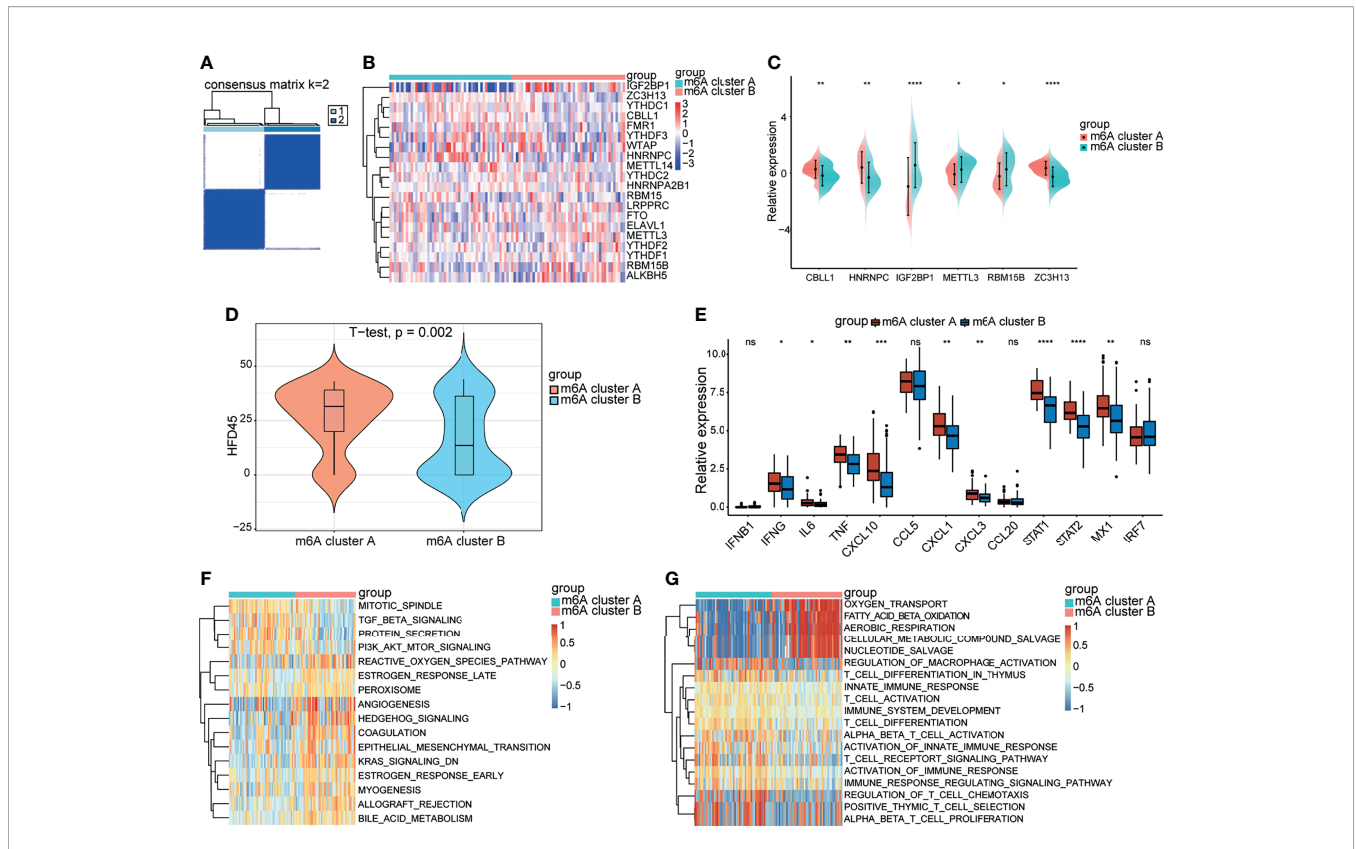 A
consensus matrix k=2
1
2
B
group
IGF2BP1
ZC3H13
YTHDC1
CBLL1
FMR1
YTHDF3
WTAP
HNRNPC
METTL14
YTHDC2
HNRNPA2B1
RBM15
LRPPRC
FTO
ELAVL1
METTL3
YTHDF2
YTHDF1
RBM15B
ALKBH5
group
m6A cluster A
m6A cluster B
3
2
1
0
−1
−2
−3
C
** ** **** * * ****
Relative expression
4
0
−4
CBLL1 HNRNPC IGF2BP1 METTL3 RBM15B ZC3H13
group
m6A cluster A
m6A cluster B
D
T−test, p = 0.002
HFD45
50
25
0
−25
m6A cluster A m6A cluster B
group
m6A cluster A
m6A cluster B
E
group m6A cluster A m6A cluster B
ns * * ** *** ns ** ** ns **** **** ** ns
Relative expression
10.0
7.5
5.0
2.5
0.0
IFNB1 IFNG IL6 TNF CXCL10 CCL5 CXCL1 CXCL3 CCL20 STAT1 STAT2 MX1 IRF7
F
group
MITOTIC_SPINDLE
TGF_BETA_SIGNALING
PROTEIN_SECRETION
PI3K_AKT_MTOR_SIGNALING
REACTIVE_OXYGEN_SPECIES_PATHWAY
ESTROGEN_RESPONSE_LATE
PEROXISOME
ANGIOGENESIS
HEDGEHOG_SIGNALING
COAGULATION
EPITHELIAL_MESENCHYMAL_TRANSITION
KRAS_SIGNALING_DN
ESTROGEN_RESPONSE_EARLY
MYOGENESIS
ALLOGRAFT_REJECTION
BILE_ACID_METABOLISM
group
m6A cluster A
m6A cluster B
1
0.5
0
−0.5
−1
G
group
OXYGEN_TRANSPORT
FATTY_ACID_BETA_OXIDATION
AEROBIC_RESPIRATION
CELLULAR_METABOLIC_COMPOUND_SALVAGE
NUCLEOTIDE_SALVAGE
REGULATION_OF_MACROPHAGE_ACTIVATION
T_CELL_DIFFERENTIATION_IN_THYMUS
INNATE_IMMUNE_RESPONSE
T_CELL_ACTIVATION
IMMUNE_SYSTEM_DEVELOPMENT
T_CELL_DIFFERENTIATION
ALPHA_BETA_T_CELL_ACTIVATION
ACTIVATION_OF_INNATE_IMMUNE_RESPONSE
T_CELL_RECEPTORT_SIGNALING_PATHWAY
ACTIVATION_OF_IMMUNE_RESPONSE
IMMUNE_RESPONSE_REGULATING_SIGNALING_PATHWAY
REGULATION_OF_T_CELL_CHEMOTAXIS
POSITIVE_THYMIC_T_CELL_SELECTION
ALPHA_BETA_T_CELL_PROLIFERATION
group
m6A cluster A
m6A cluster B
1
0.5
0
−0.5
−1